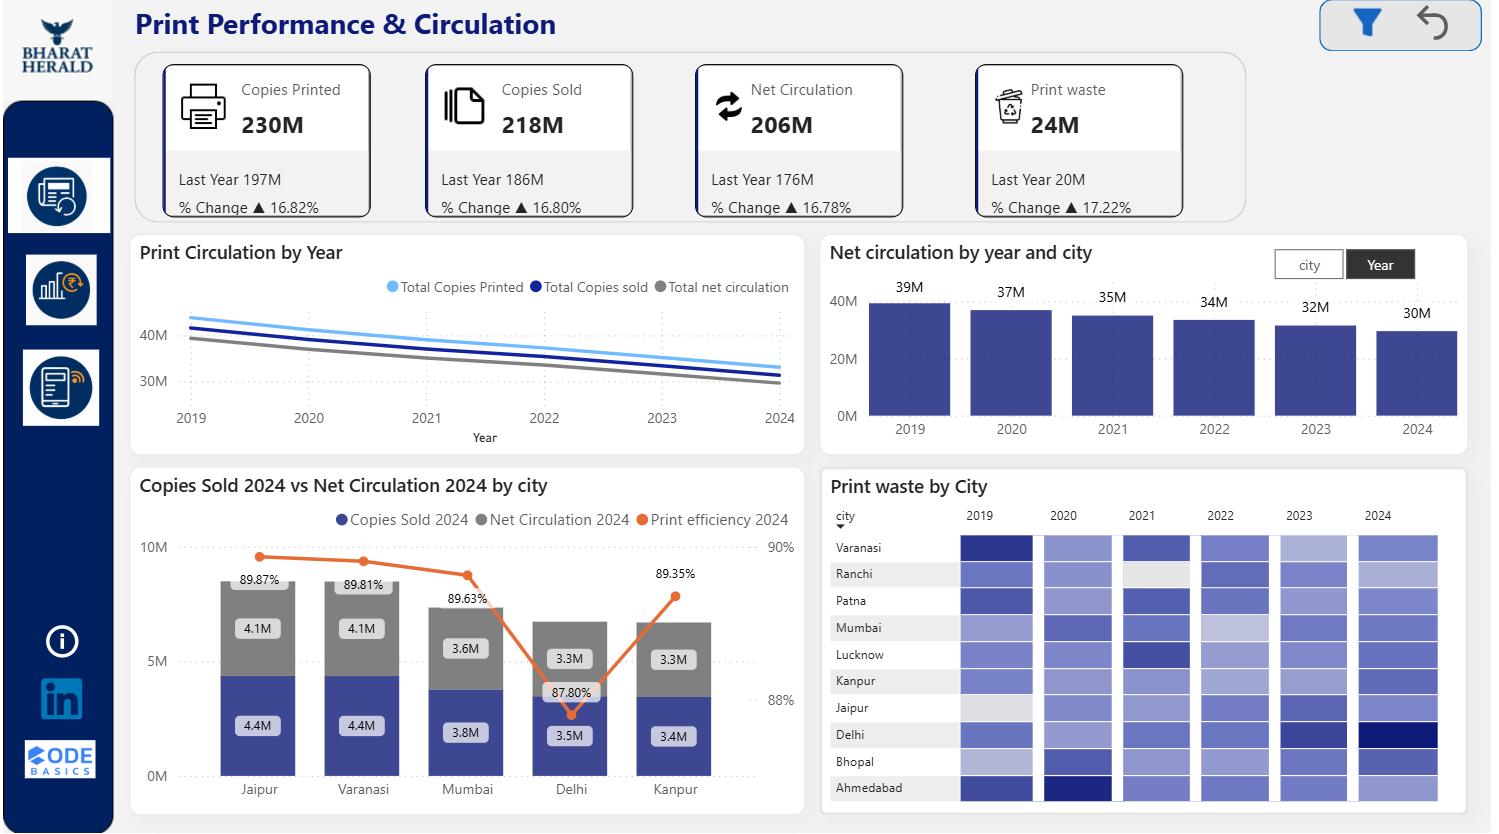 BHARAT
HERALD
Print Performance & Circulation
Copies Printed
230M
Last Year 197M
% Change ▲ 16.82%
Copies Sold
218M
Last Year 186M
% Change ▲ 16.80%
Net Circulation
206M
Last Year 176M
% Change ▲ 16.78%
Print waste
24M
Last Year 20M
% Change ▲ 17.22%
Print Circulation by Year
Total Copies Printed Total Copies sold Total net circulation
40M
30M
2019 2020 2021 2022 2023 2024
Year
Net circulation by year and city
city Year
39M 37M 35M 34M 32M 30M
40M
20M
0M
2019 2020 2021 2022 2023 2024
Copies Sold 2024 vs Net Circulation 2024 by city
Copies Sold 2024 Net Circulation 2024 Print efficiency 2024
10M 90%
89.87% 89.81% 89.63% 87.80% 89.35%
4.1M 4.1M 3.6M 3.3M 3.3M
5M 88%
4.4M 4.4M 3.8M 3.5M 3.4M
0M
Jaipur Varanasi Mumbai Delhi Kanpur
Print waste by City
city 2019 2020 2021 2022 2023 2024
Varanasi
Ranchi
Patna
Mumbai
Lucknow
Kanpur
Jaipur
Delhi
Bhopal
Ahmedabad
i
in
CODE
BASICS